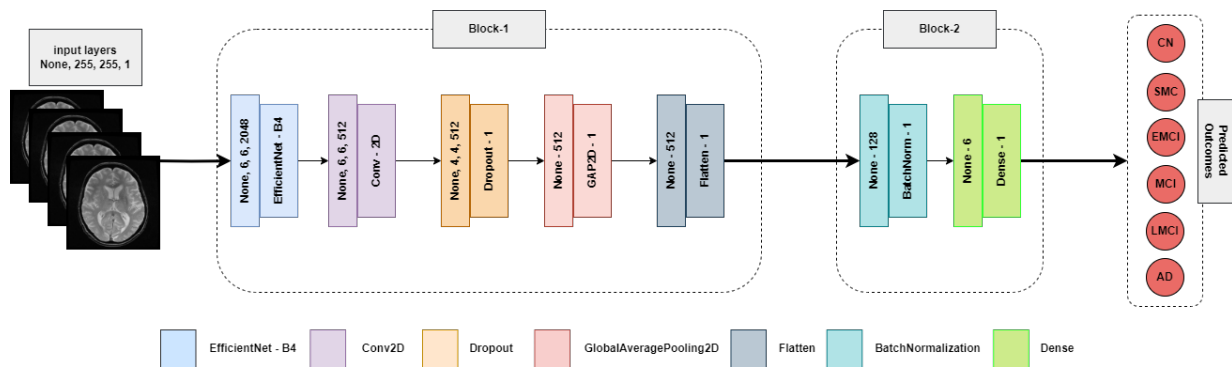 input layers
None, 255, 255, 1
Block-1
None, 6, 6, 2048
EfficientNet - B4
None, 6, 6, 512
Conv - 2D
None, 4, 4, 512
Dropout - 1
None - 512
GAP2D - 1
None - 512
Flatten - 1
Block-2
None - 128
BatchNorm - 1
None - 6
Dense - 1
CN
SMC
EMCI
MCI
LMCI
AD
Predicted
Outcomes
EfficientNet - B4
Conv2D
Dropout
GlobalAveragePooling2D
Flatten
BatchNormalization
Dense